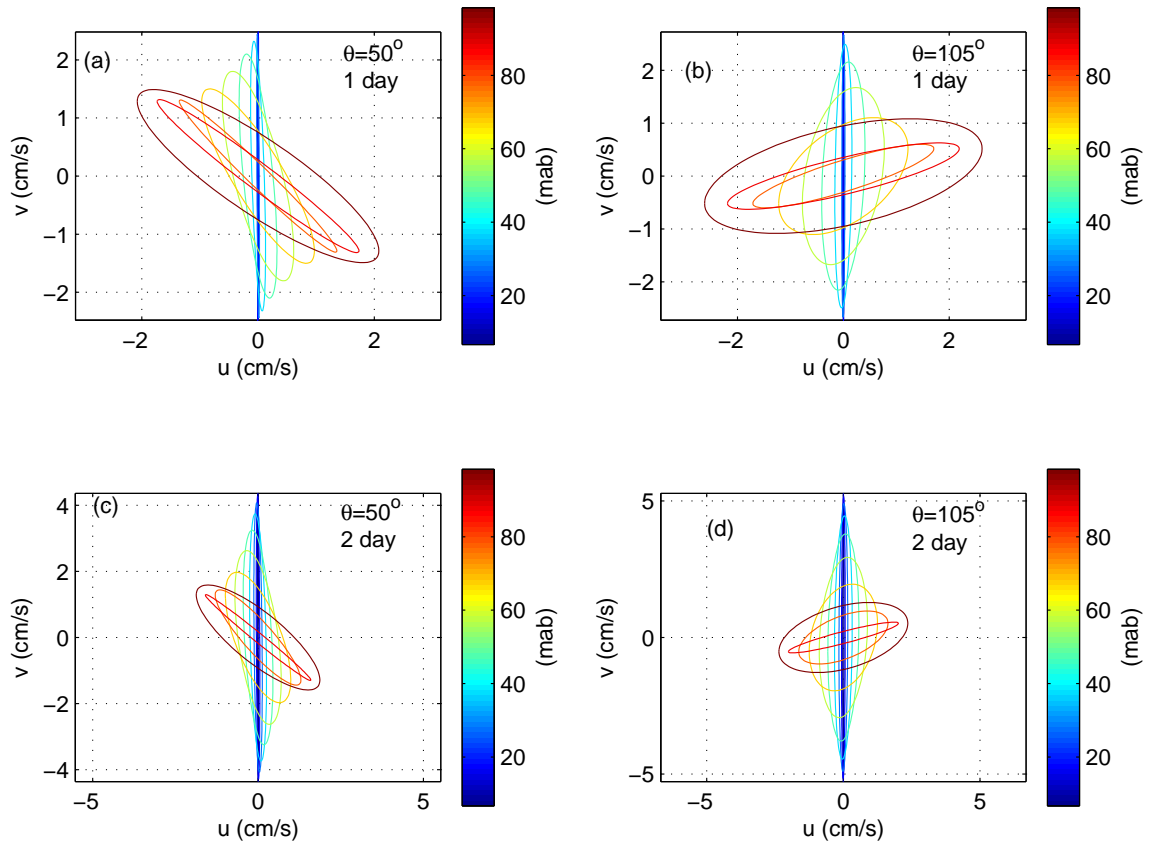 (a)
θ=50°
1 day
2
1
0
−1
−2
v (cm/s)
−2
0
2
u (cm/s)
80
60
40
20
(mab)
(b)
θ=105°
1 day
2
1
0
−1
−2
v (cm/s)
−2
0
2
u (cm/s)
80
60
40
20
(mab)
(c)
θ=50°
2 day
4
2
0
−2
−4
v (cm/s)
−5
0
5
u (cm/s)
80
60
40
20
(mab)
(d)
θ=105°
2 day
5
0
−5
v (cm/s)
−5
0
5
u (cm/s)
80
60
40
20
(mab)